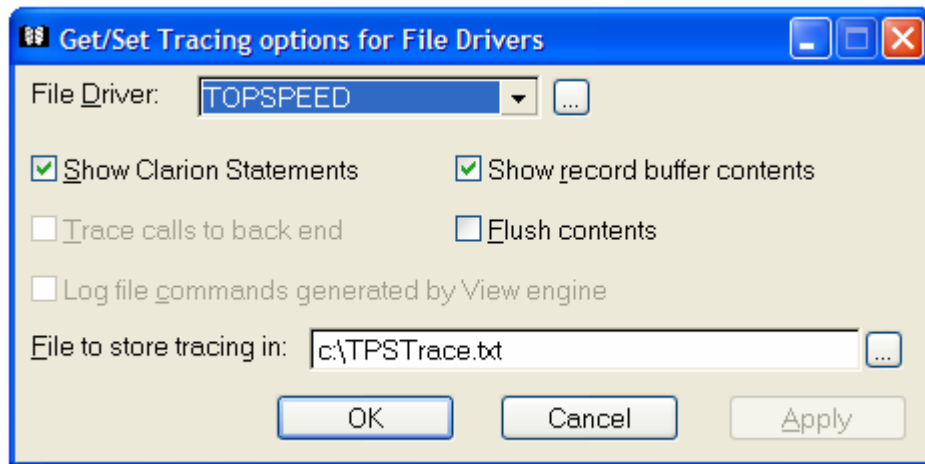 Get/Set Tracing options for File Drivers
File Driver: TOPSPEED ...
Show Clarion Statements Show record buffer contents
Trace calls to back end Flush contents
Log file commands generated by View engine
File to store tracing in: c:\TPSTrace.txt ...
OK Cancel Apply